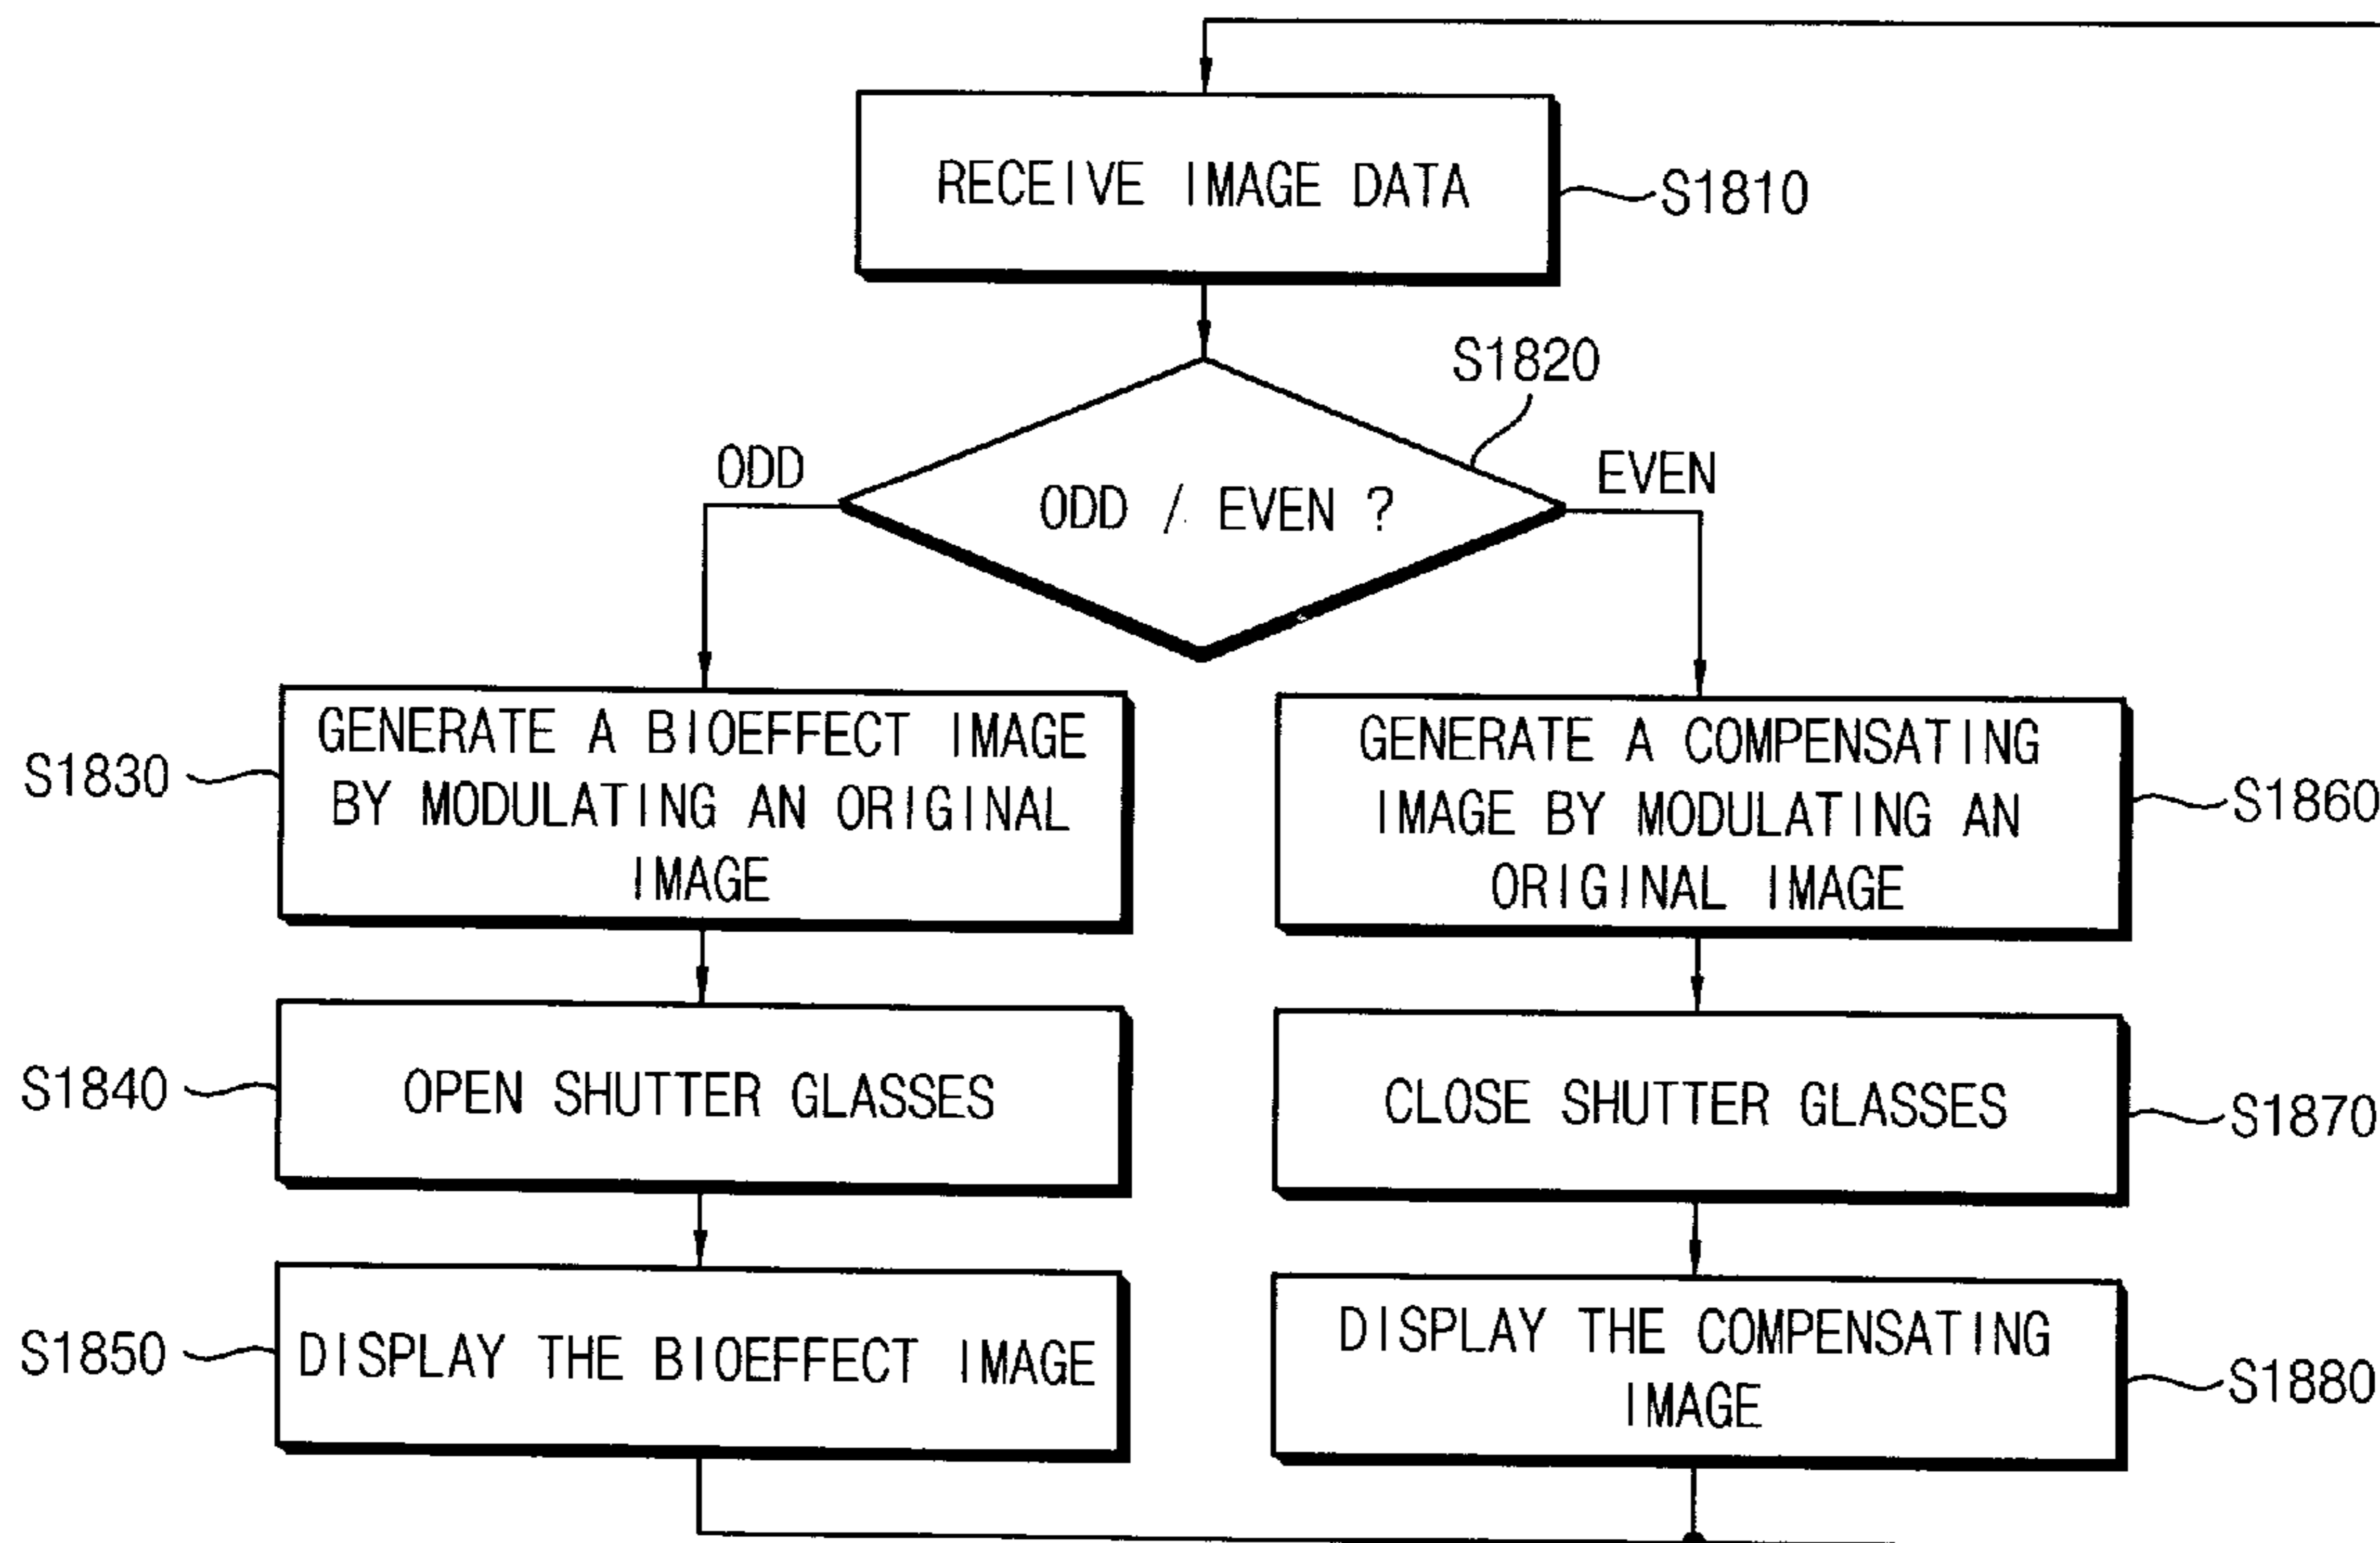 RECEIVE IMAGE DATA
S1810
S1820
ODD
EVEN
ODD / EVEN ?
S1830
GENERATE A BIOEFFECT IMAGE
BY MODULATING AN ORIGINAL
IMAGE
GENERATE A COMPENSATING
IMAGE BY MODULATING AN
ORIGINAL IMAGE
S1860
S1840
OPEN SHUTTER GLASSES
CLOSE SHUTTER GLASSES
S1870
S1850
DISPLAY THE BIOEFFECT IMAGE
DISPLAY THE COMPENSATING
IMAGE
S1880